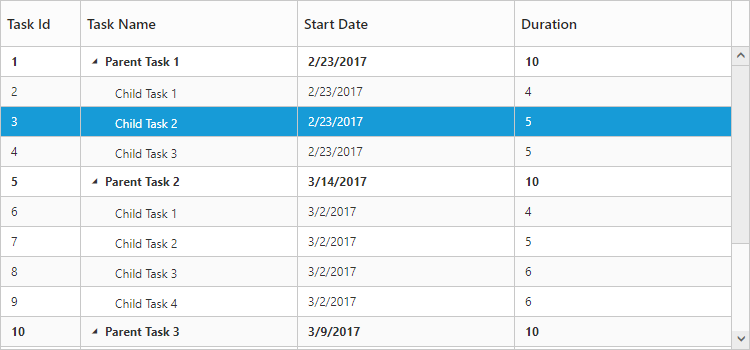 Task Id Task Name Start Date Duration
1 Parent Task 1 2/23/2017 10
2 Child Task 1 2/23/2017 4
3 Child Task 2 2/23/2017 5
4 Child Task 3 2/23/2017 5
5 Parent Task 2 3/14/2017 10
6 Child Task 1 3/2/2017 4
7 Child Task 2 3/2/2017 5
8 Child Task 3 3/2/2017 6
9 Child Task 4 3/2/2017 6
10 Parent Task 3 3/9/2017 10